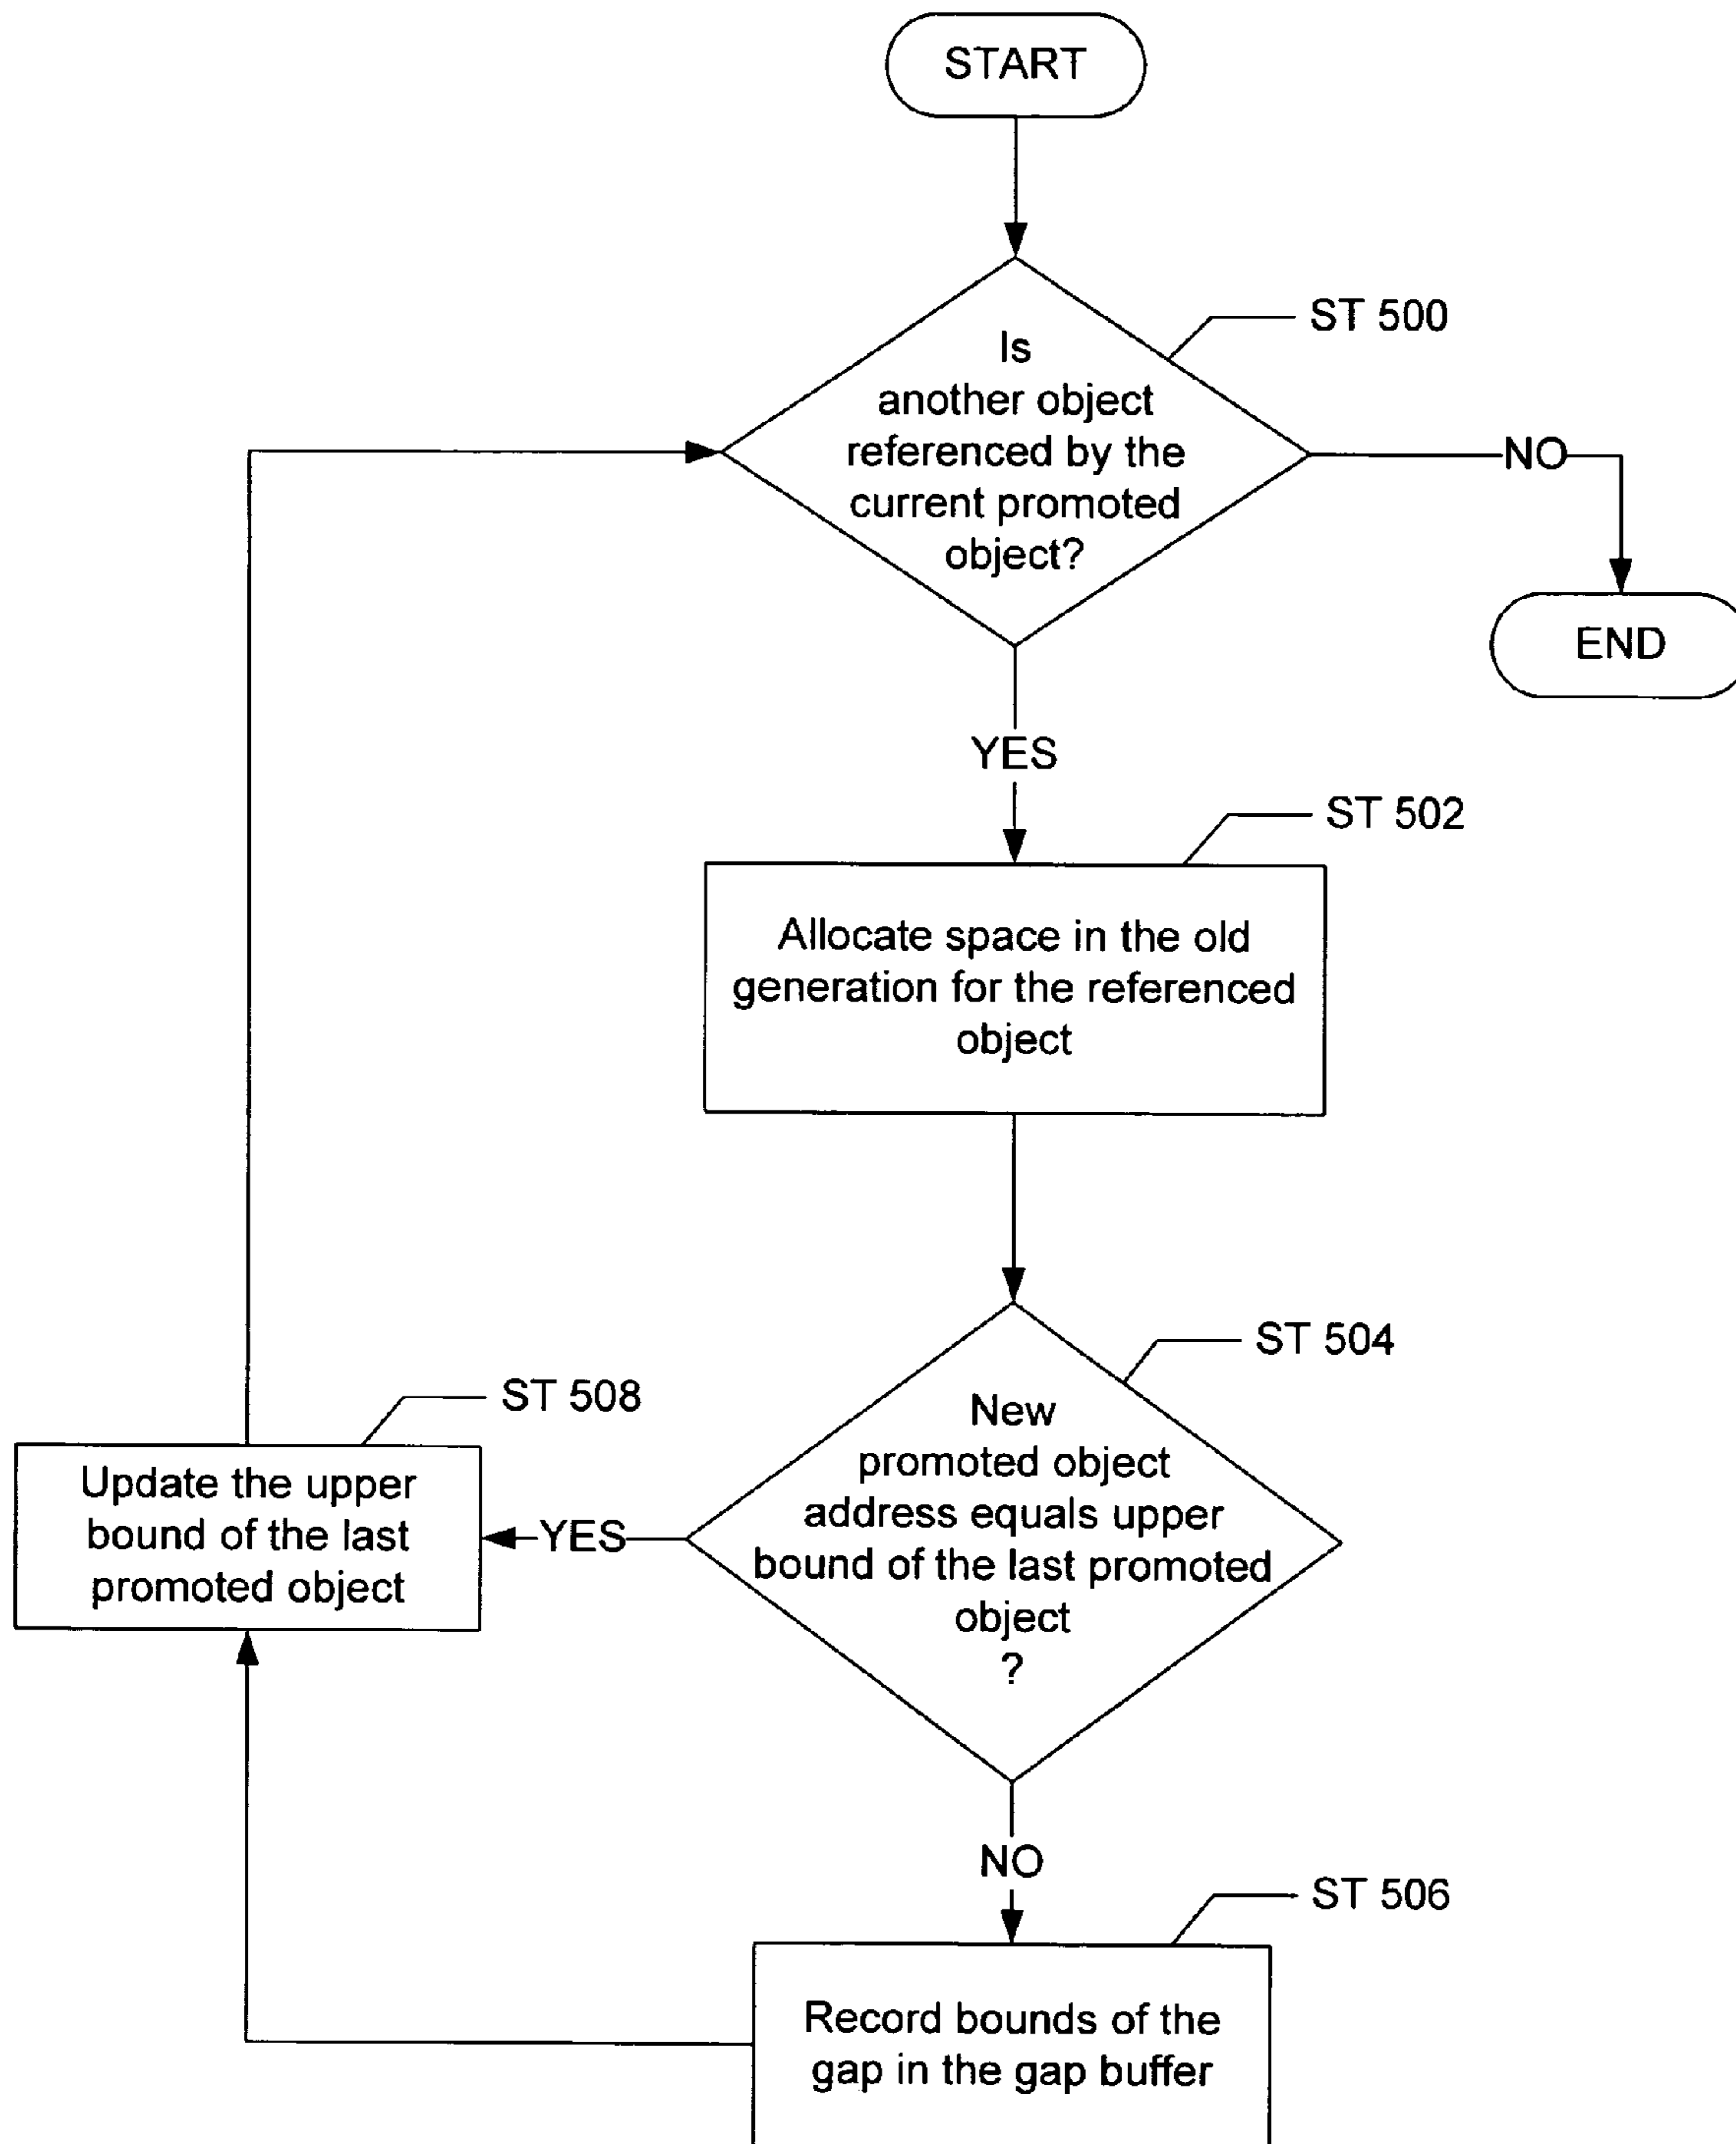 START
ST 500
Is
another object
referenced by the
current promoted
object?
NO
END
YES
ST 502
Allocate space in the old
generation for the referenced
object
ST 504
New
promoted object
address equals upper
bound of the last promoted
object
?
YES
ST 508
Update the upper
bound of the last
promoted object
NO
ST 506
Record bounds of the
gap in the gap buffer